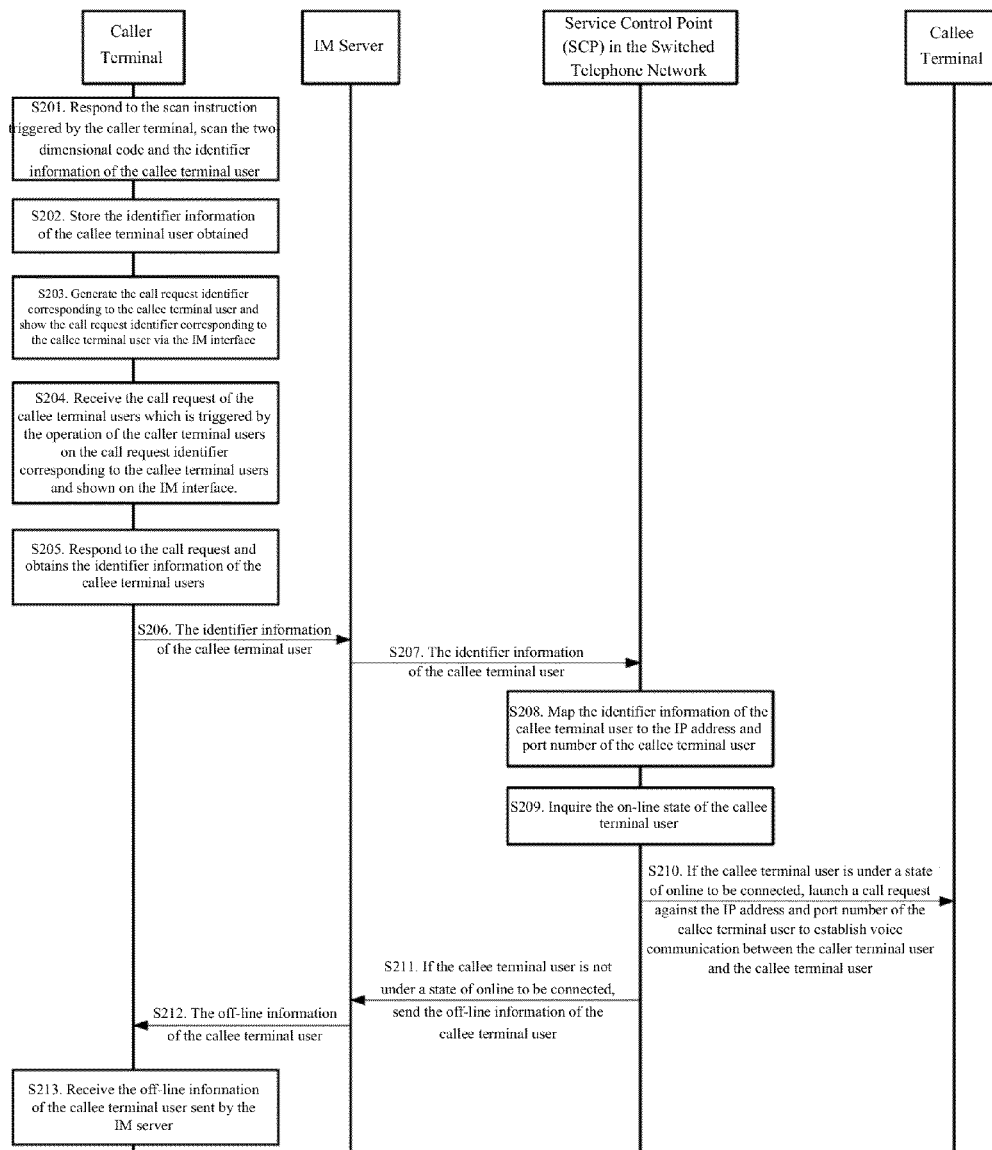 Caller
Terminal
IM Server
Service Control Point
(SCP) in the Switched
Telephone Network
Callee
Terminal
S201. Respond to the scan instruction
triggered by the caller terminal, scan the two-
dimensional code and the identifier
information of the callee terminal user
S202. Store the identifier information
of the callee terminal user obtained
S203. Generate the call request identifier
corresponding to the callee terminal user and
show the call request identifier corresponding to
the callee terminal user via the IM interface
S204. Receive the call request of the
callee terminal users which is triggered by
the operation of the caller terminal users
on the call request identifier
corresponding to the callee terminal users
and shown on the IM interface.
S205. Respond to the call request and
obtains the identifier information of the
callee terminal users
S206. The identifier information
of the callee terminal user
S207. The identifier information
of the callee terminal user
S208. Map the identifier information of the
callee terminal user to the IP address and
port number of the callee terminal user
S209. Inquire the on-line state of the callee
terminal user
S210. If the callee terminal user is under a state
of online to be connected, launch a call request
against the IP address and port number of the
callee terminal user to establish voice
communication between the caller terminal user
and the callee terminal user
S211. If the callee terminal user is not
under a state of online to be connected,
send the off-line information of the
callee terminal user
S212. The off-line information
of the callee terminal user
S213. Receive the off-line information
of the callee terminal user sent by the
IM server